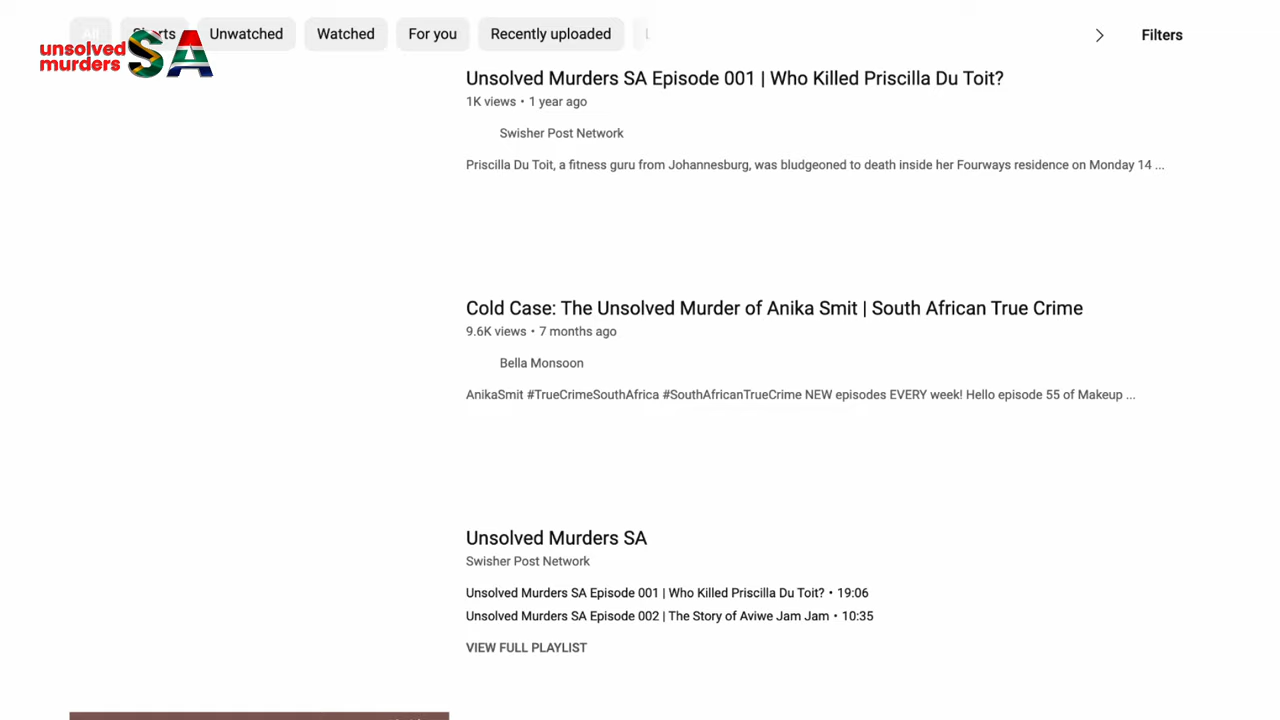 All
Shorts
Unwatched
Watched
For you
Recently uploaded
Filters
unsolved
murders
SA
Unsolved Murders SA Episode 001 | Who Killed Priscilla Du Toit?
1K views • 1 year ago
Swisher Post Network
Priscilla Du Toit, a fitness guru from Johannesburg, was bludgeoned to death inside her Fourways residence on Monday 14 ...
Cold Case: The Unsolved Murder of Anika Smit | South African True Crime
9.6K views • 7 months ago
Bella Monsoon
AnikaSmit #TrueCrimeSouthAfrica #SouthAfricanTrueCrime NEW episodes EVERY week! Hello episode 55 of Makeup ...
Unsolved Murders SA
Swisher Post Network
Unsolved Murders SA Episode 001 | Who Killed Priscilla Du Toit? • 19:06
Unsolved Murders SA Episode 002 | The Story of Aviwe Jam Jam • 10:35
VIEW FULL PLAYLIST